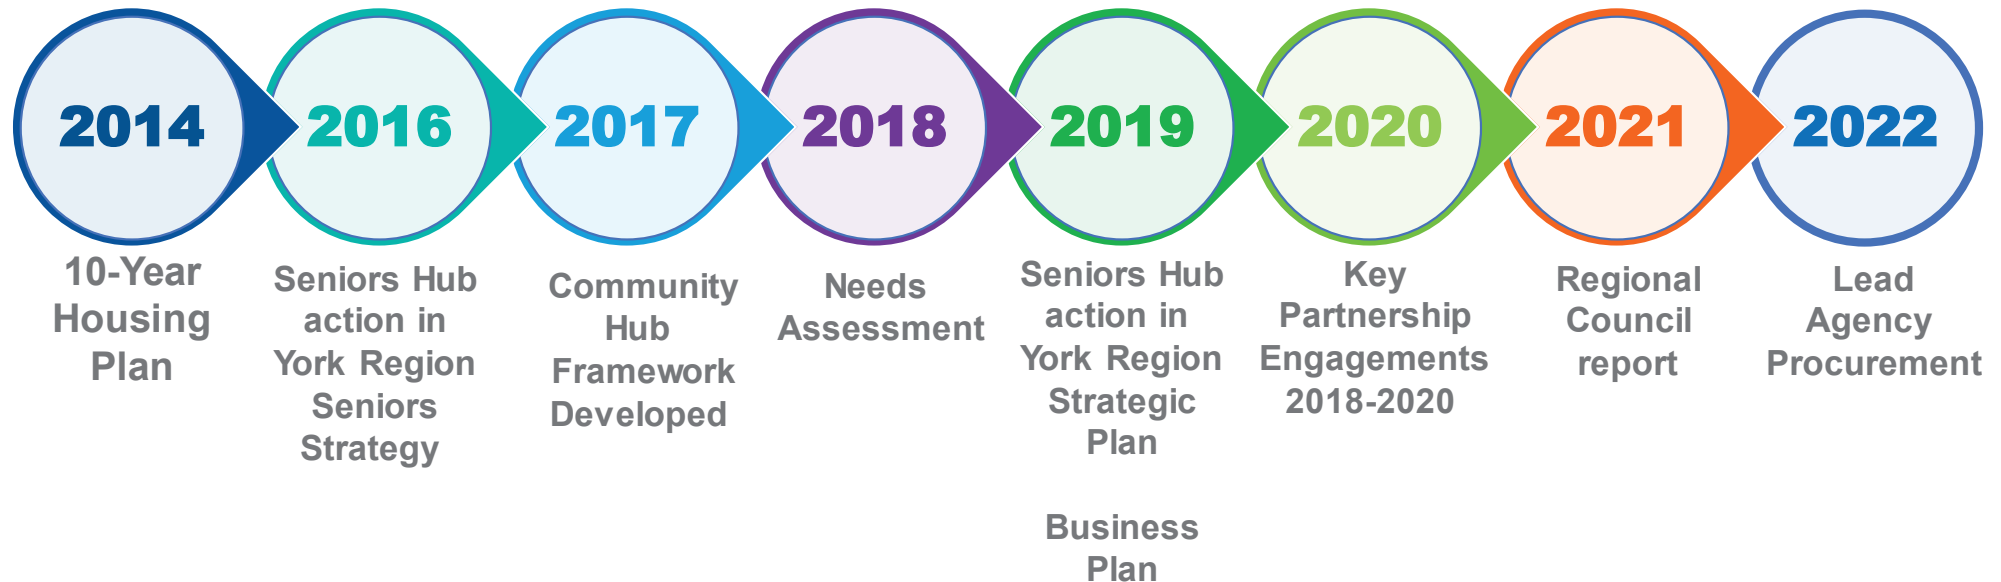 2014
10-Year
Housing
Plan
2016
Seniors Hub
action in
York Region
Seniors
Strategy
2017
Community
Hub
Framework
Developed
2018
Needs
Assessment
2019
Seniors Hub
action in
York Region
Strategic
Plan
Business
Plan
2020
Key
Partnership
Engagements
2018-2020
2021
Regional
Council
report
2022
Lead
Agency
Procurement